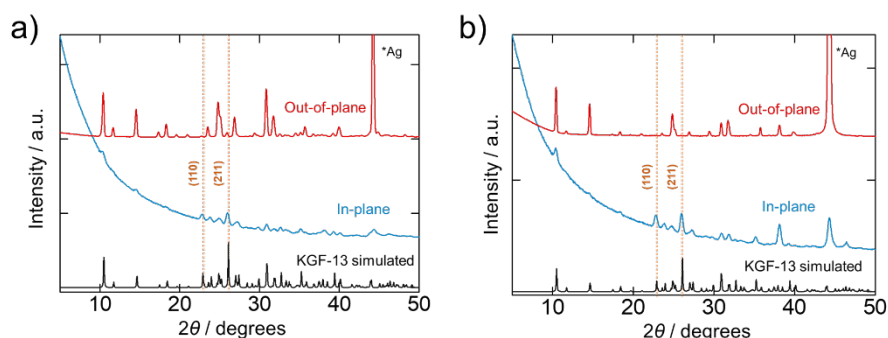 a)
Intensity / a.u.
*Ag
Out-of-plane
(110)
(211)
In-plane
KGF-13 simulated
10 20 30 40 50
2θ / degrees
b)
Intensity / a.u.
*Ag
Out-of-plane
(110)
(211)
In-plane
KGF-13 simulated
10 20 30 40 50
2θ / degrees